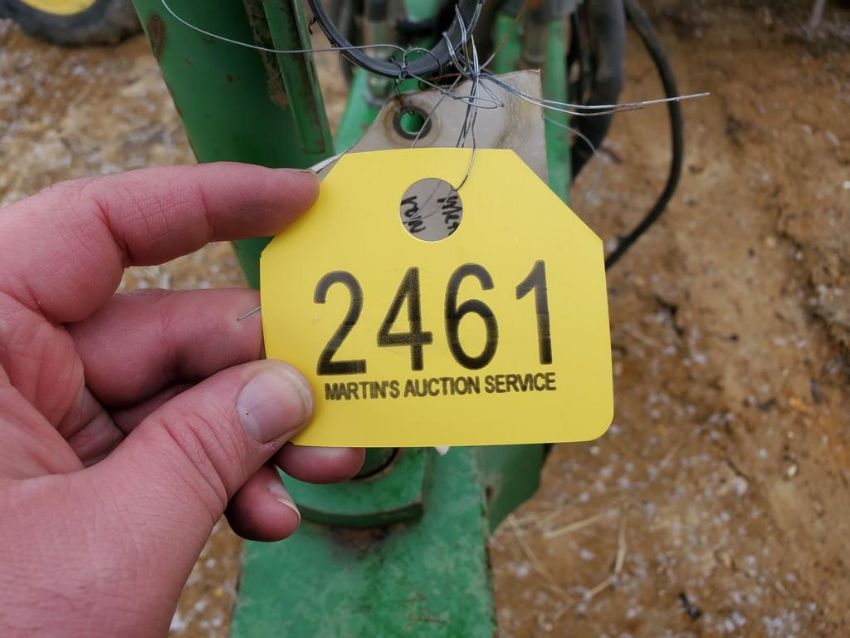 2461
MARTIN'S AUCTION SERVICE